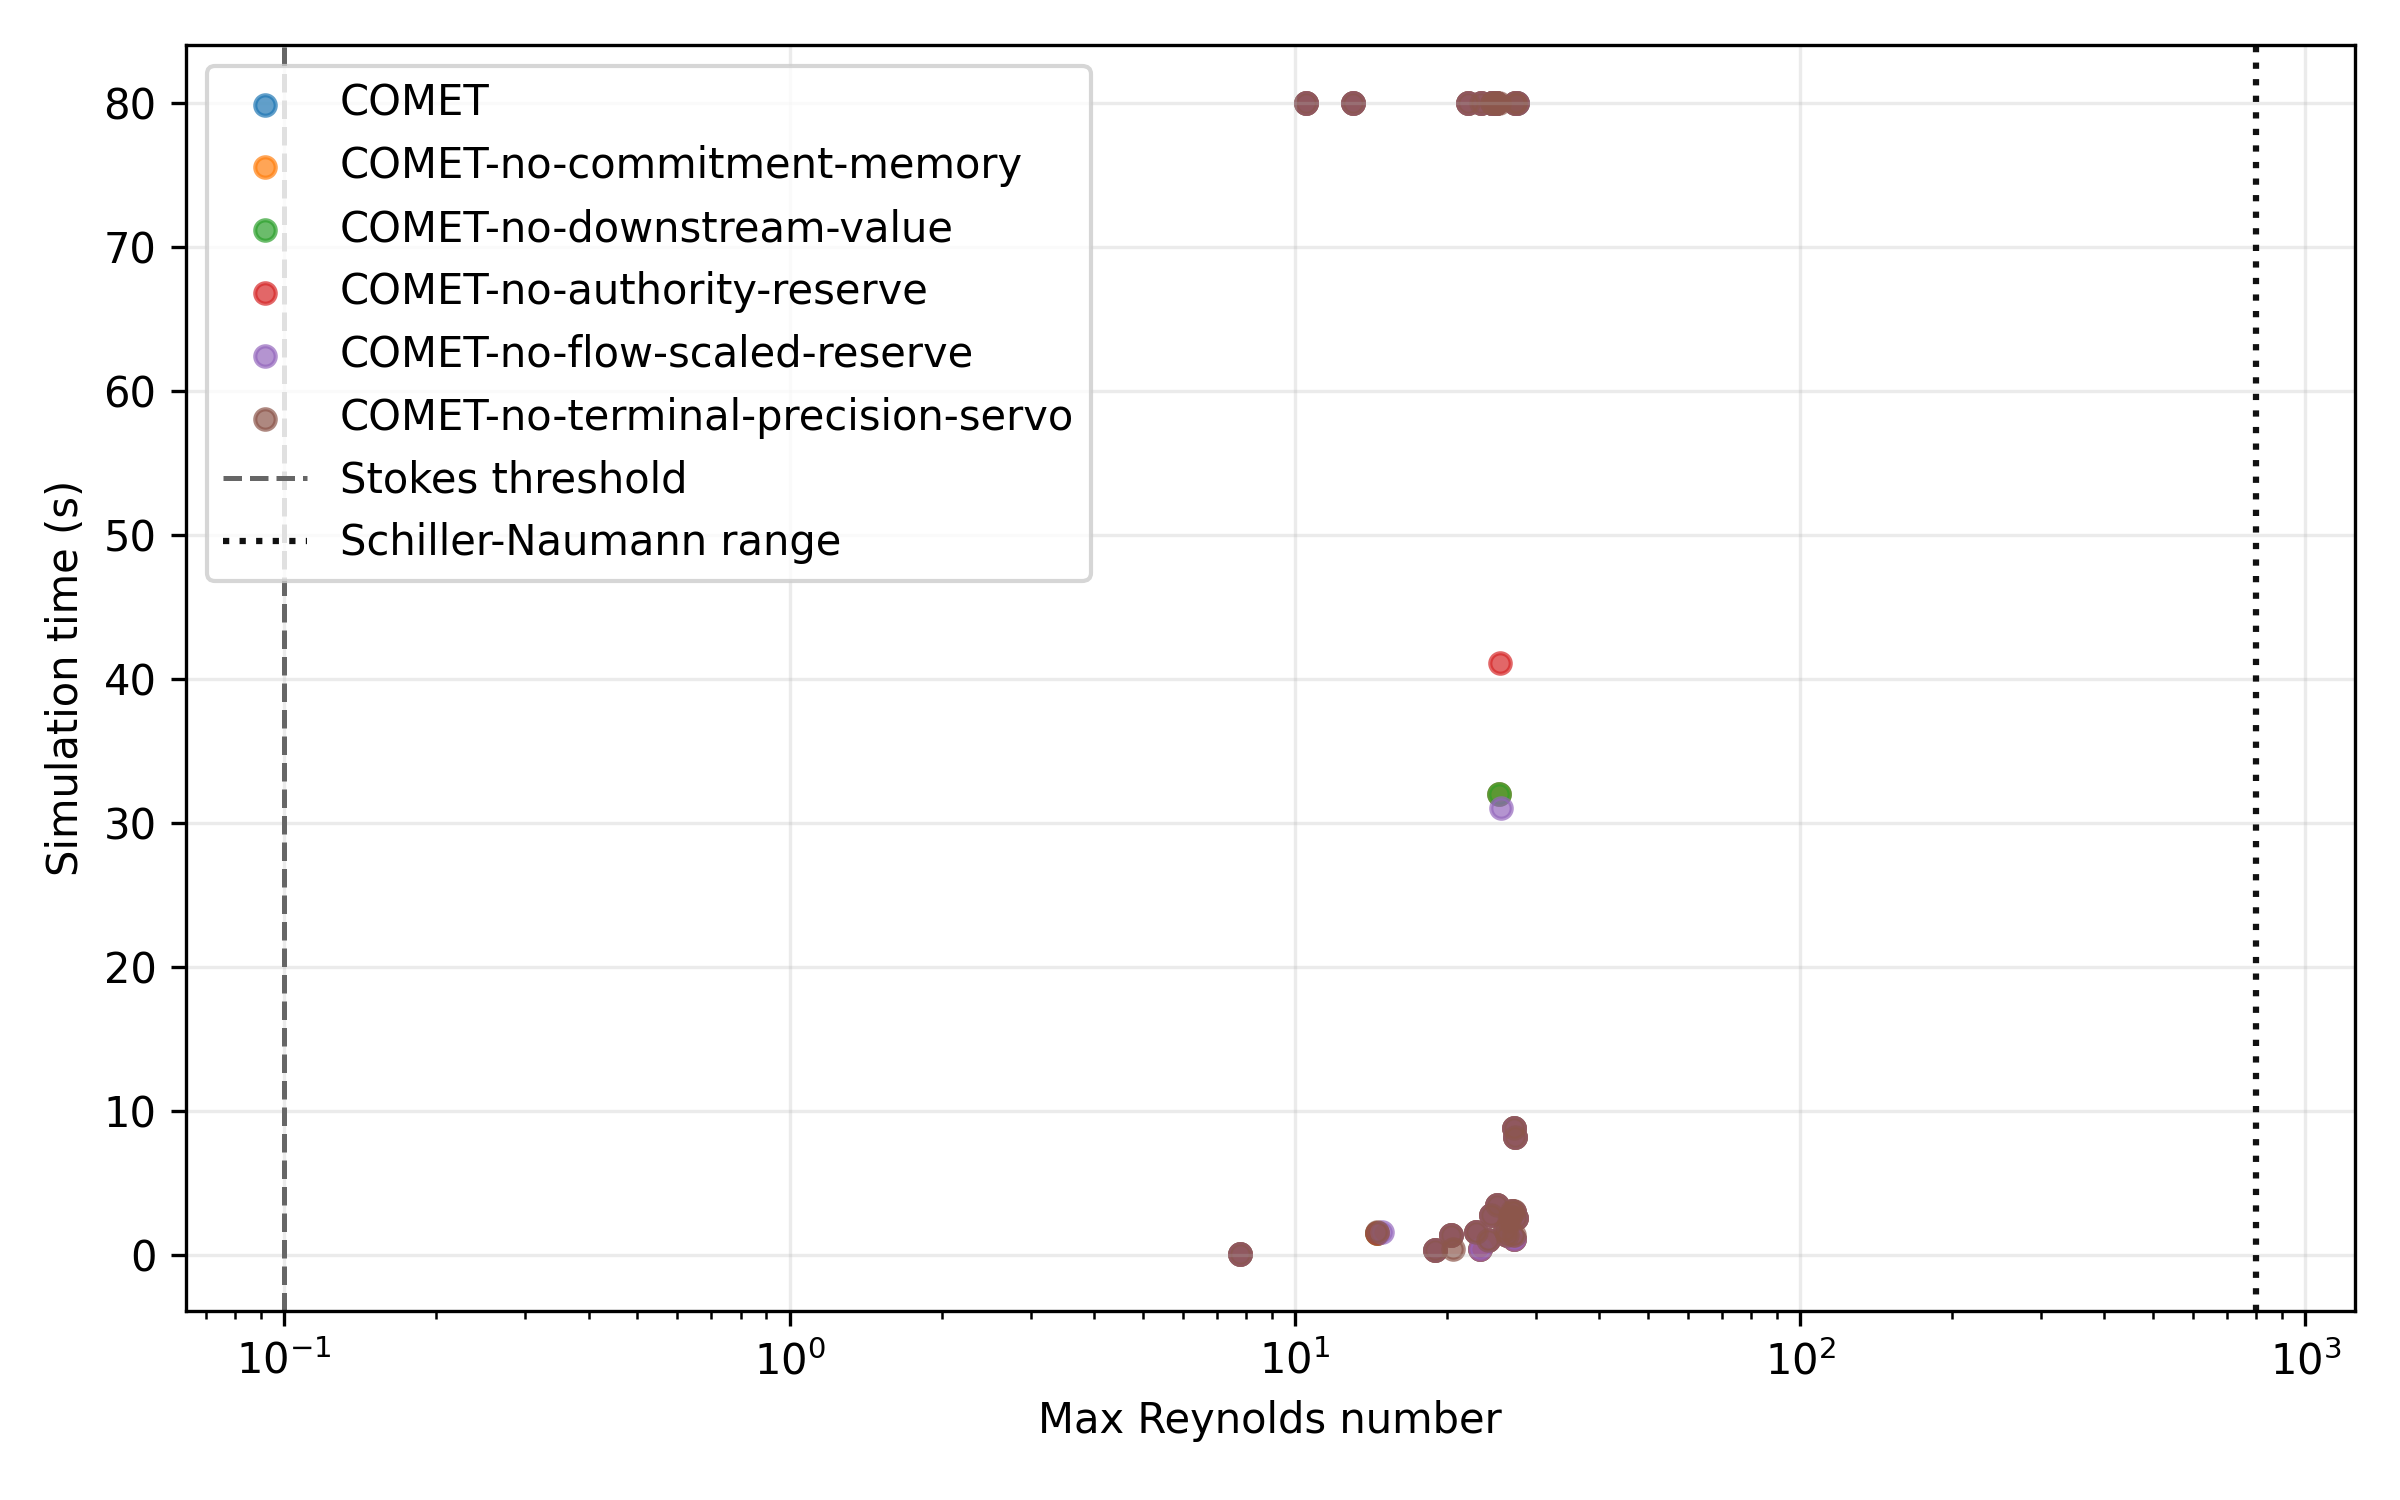 COMET
COMET-no-commitment-memory
COMET-no-downstream-value
COMET-no-authority-reserve
COMET-no-flow-scaled-reserve
COMET-no-terminal-precision-servo
Stokes threshold
Schiller-Naumann range
Simulation time (s)
80
70
60
50
40
30
20
10
0
10⁻¹ 10⁰ 10¹ 10² 10³
Max Reynolds number